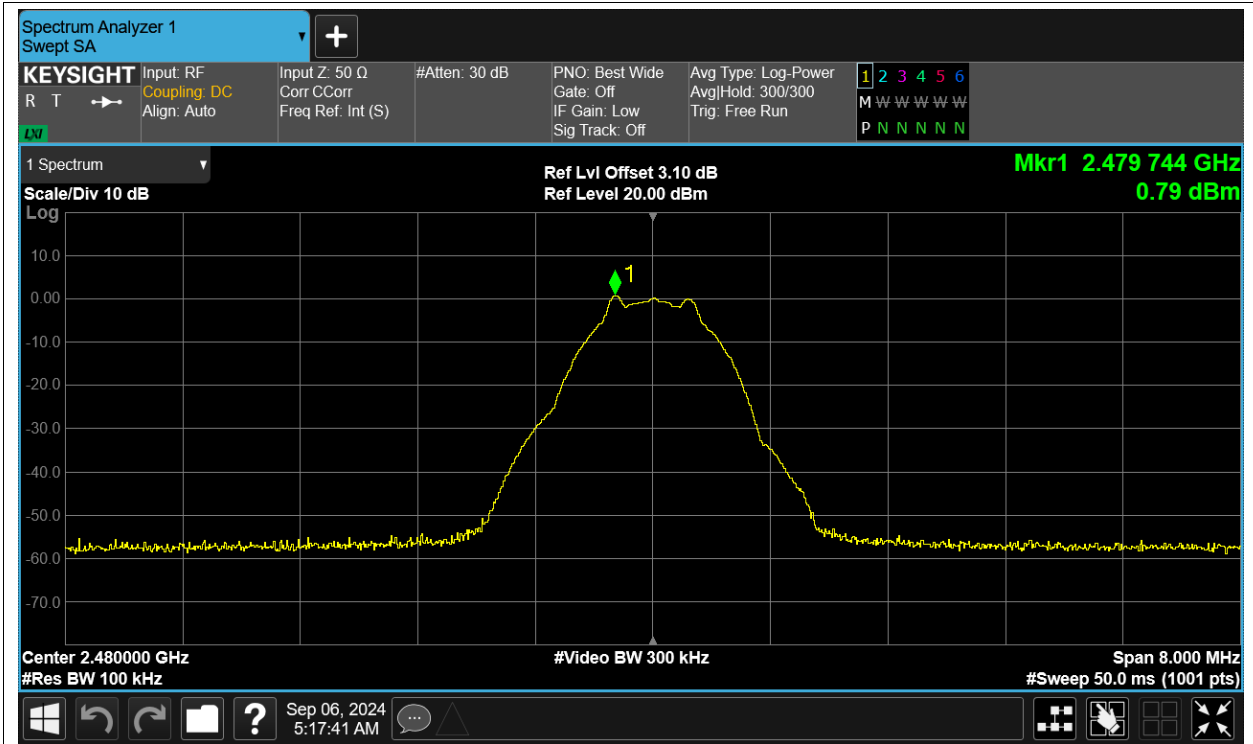 Spectrum Analyzer 1
Swept SA
+
KEYSIGHT
R T
LXI
Input: RF
Coupling: DC
Align: Auto
Input Z: 50 Ω
Corr CCorr
Freq Ref: Int (S)
#Atten: 30 dB
PNO: Best Wide
Gate: Off
IF Gain: Low
Sig Track: Off
Avg Type: Log-Power
Avg|Hold: 300/300
Trig: Free Run
1 2 3 4 5 6
M W W W W W
P N N N N N
1 Spectrum
Scale/Div 10 dB
Ref Lvl Offset 3.10 dB
Ref Level 20.00 dBm
Mkr1 2.479 744 GHz
0.79 dBm
Log
10.0
0.00
-10.0
-20.0
-30.0
-40.0
-50.0
-60.0
-70.0
1
Center 2.480000 GHz
#Video BW 300 kHz
Span 8.000 MHz
#Res BW 100 kHz
#Sweep 50.0 ms (1001 pts)
?
Sep 06, 2024
5:17:41 AM